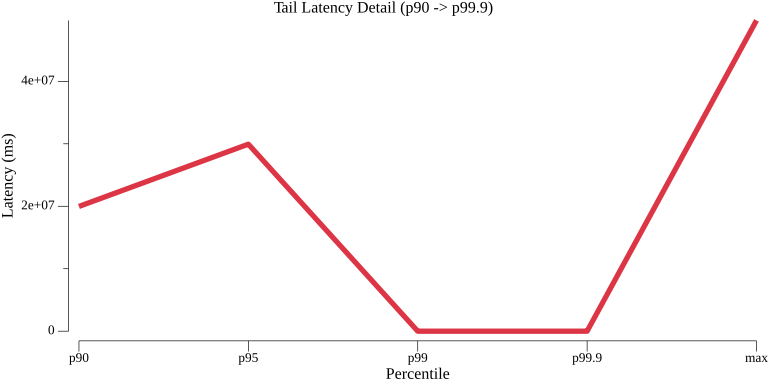 Tail Latency Detail (p90 -> p99.9)
Latency (ms)
4e+07
2e+07
0
p90 p95 p99 p99.9 max
Percentile